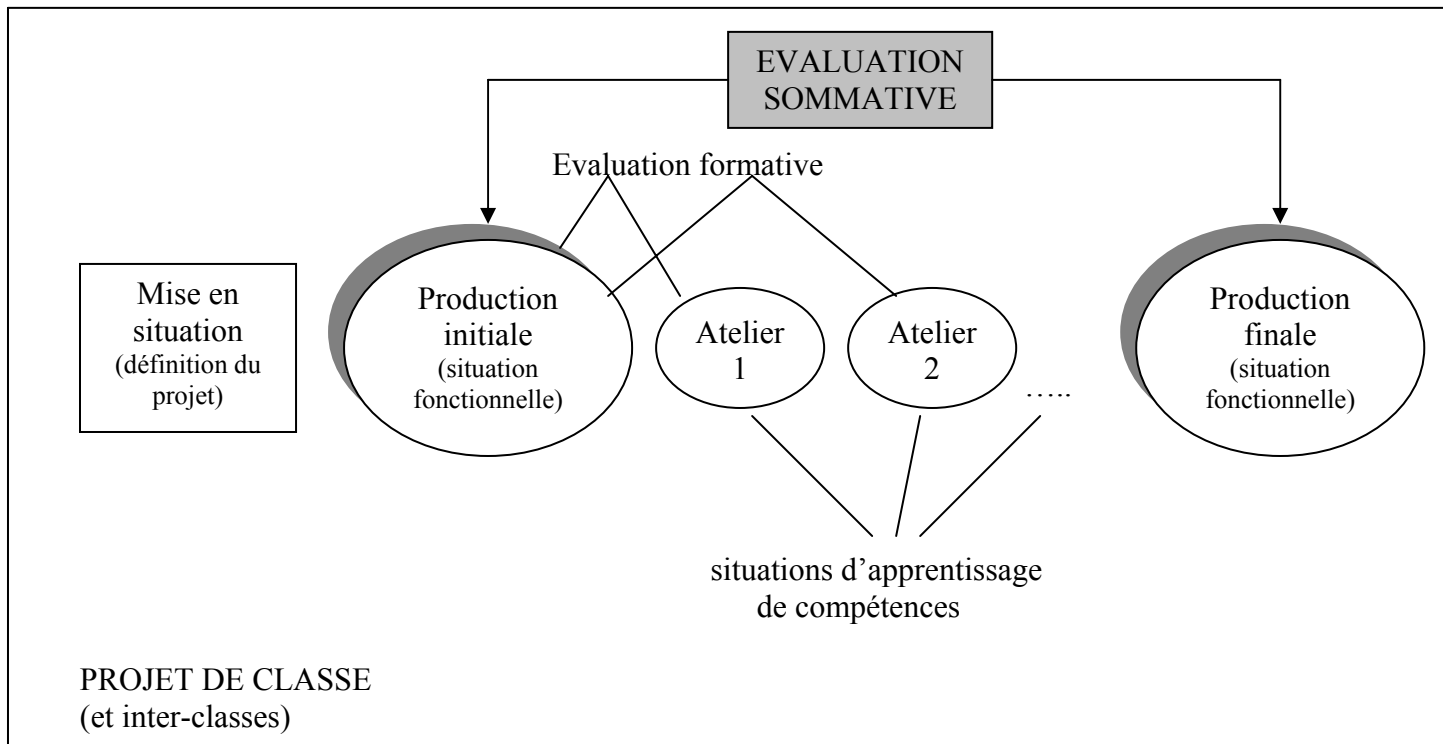 EVALUATION
SOMMATIVE
Evaluation formative
Mise en
situation
(définition du
projet)
Production
initiale
(situation
fonctionnelle)
Atelier
1
Atelier
2
…..
Production
finale
(situation
fonctionnelle)
situations d’apprentissage
de compétences
PROJET DE CLASSE
(et inter-classes)